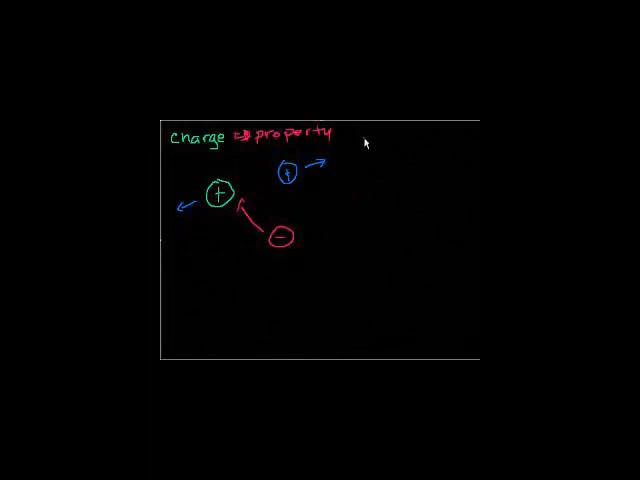 charge ⇒ property
+
+
-